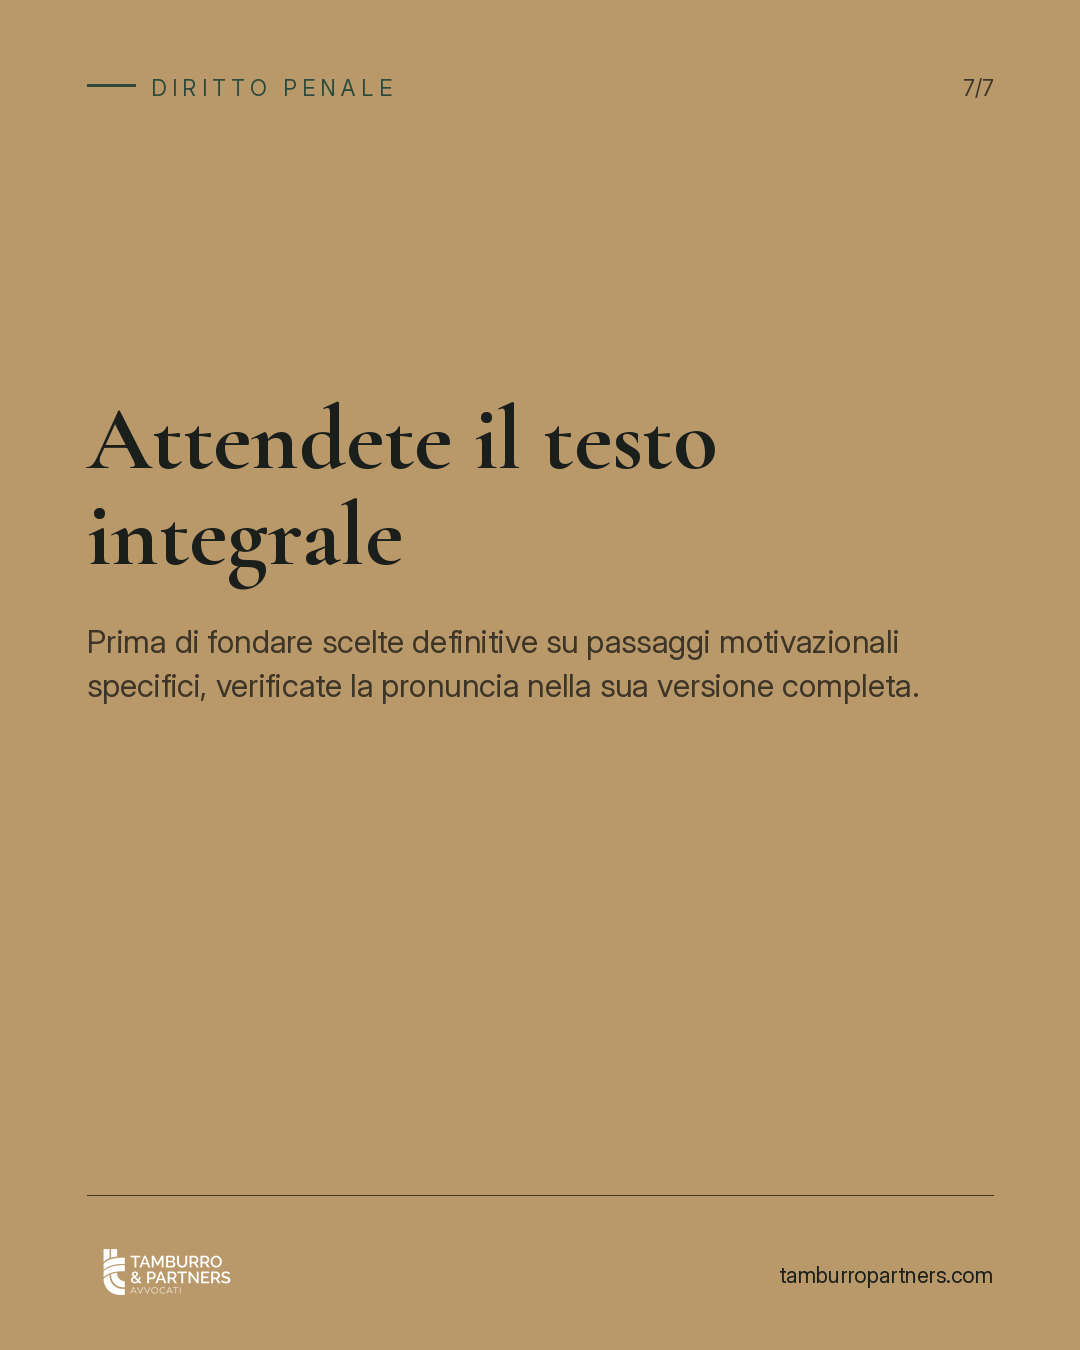 DIRITTO PENALE
7/7
Attendete il testo
integrale
Prima di fondare scelte definitive su passaggi motivazionali
specifici, verificate la pronuncia nella sua versione completa.
TAMBURRO
& PARTNERS
AVVOCATI
tamburropartners.com